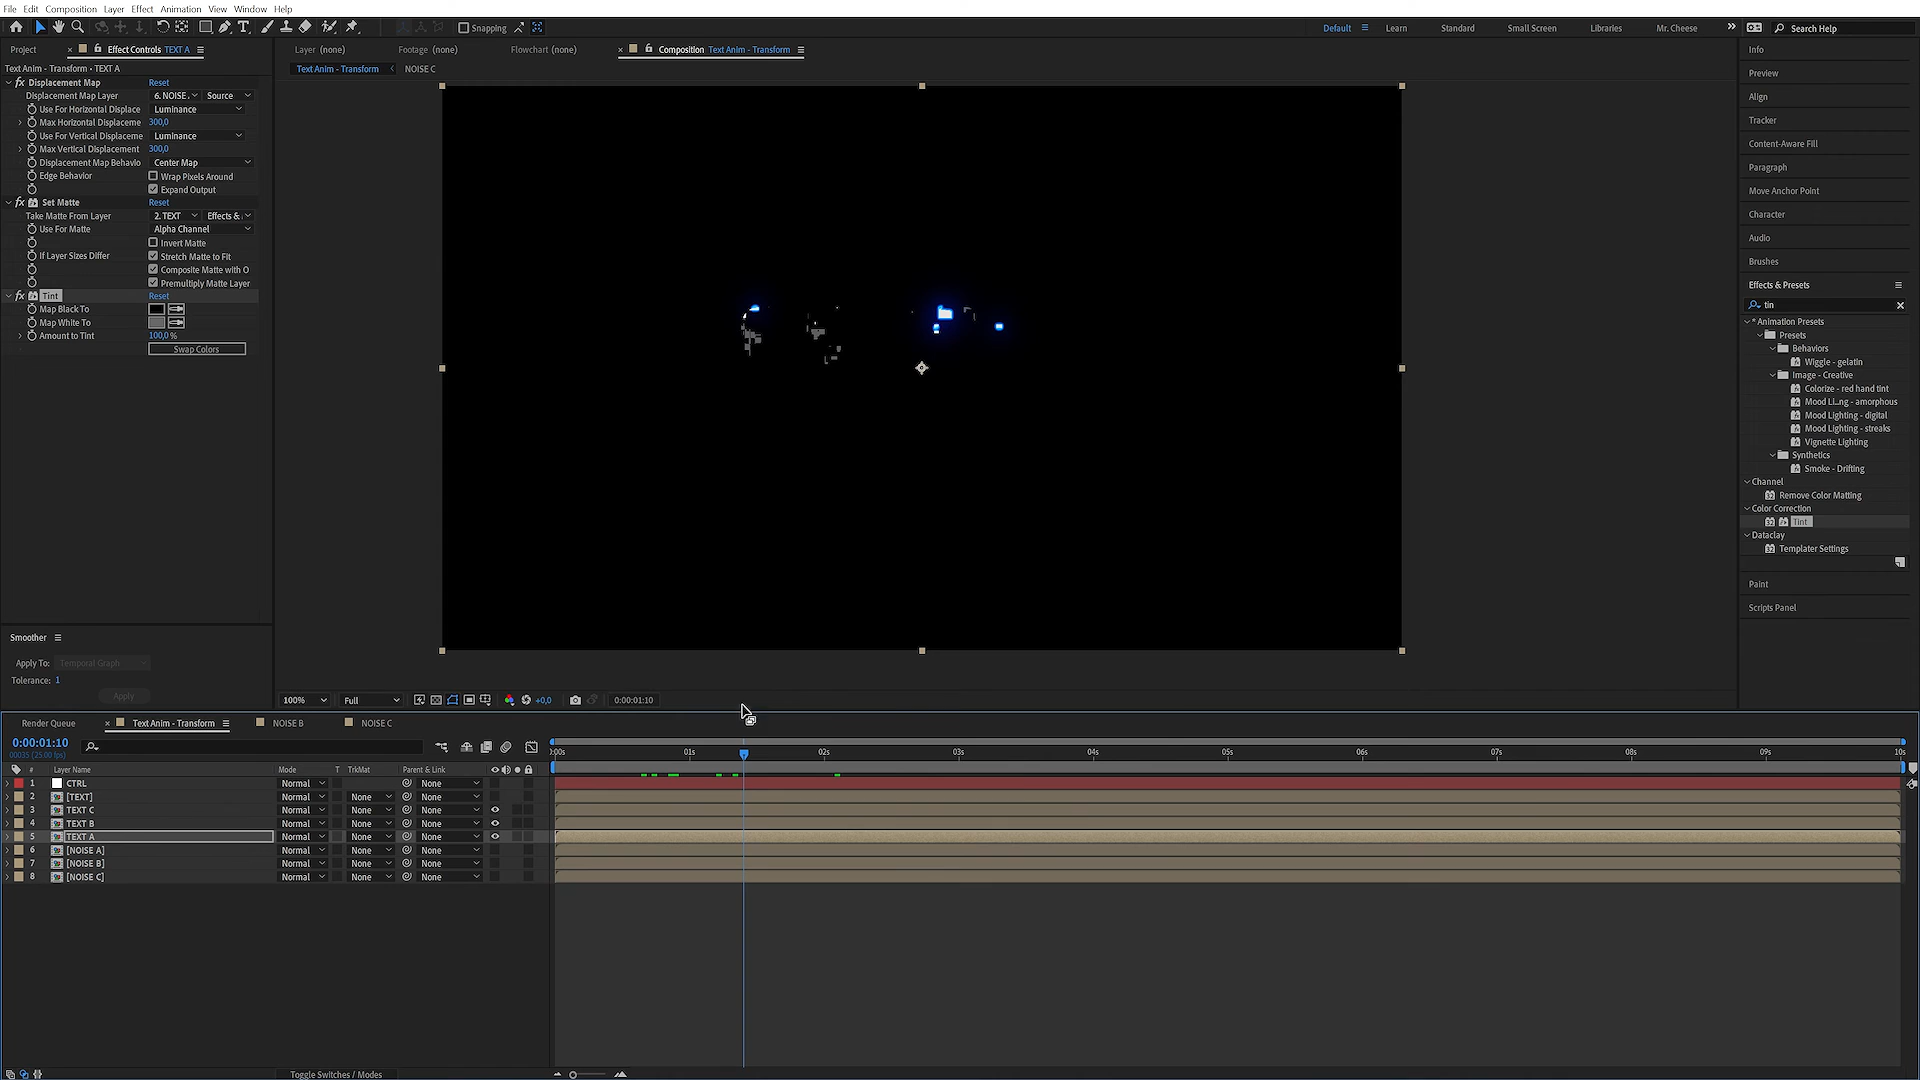 File Edit Composition Layer Effect Animation View Window Help
Snapping
Default Learn Standard Small Screen Libraries Mr. Cheese Search Help
Project Effect Controls TEXT A
Layer (none) Footage (none) Flowchart (none) Composition Text Anim - Transform
Text Anim - Transform • TEXT A
Text Anim - Transform NOISE C
fx Displacement Map Reset
Displacement Map Layer 6. NOISE . Source
Use For Horizontal Displace Luminance
Max Horizontal Displaceme 300,0
Use For Vertical Displaceme Luminance
Max Vertical Displacement 300,0
Displacement Map Behavio Center Map
Edge Behavior Wrap Pixels Around
Expand Output
fx Set Matte Reset
Take Matte From Layer 2. TEXT Effects &.
Use For Matte Alpha Channel
Invert Matte
If Layer Sizes Differ Stretch Matte to Fit
Composite Matte with O
Premultiply Matte Layer
fx Tint Reset
Map Black To
Map White To
Amount to Tint 100,0 %
Swap Colors
Smoother
Apply To: Temporal Graph
Tolerance: 1
Apply
100% Full +0,0 0:00:01:10
Info
Preview
Align
Tracker
Content-Aware Fill
Paragraph
Move Anchor Point
Character
Audio
Brushes
Effects & Presets
tin
* Animation Presets
Presets
Behaviors
Wiggle - gelatin
Image - Creative
Colorize - red hand tint
Mood Li...ng - amorphous
Mood Lighting - digital
Mood Lighting - streaks
Vignette Lighting
Synthetics
Smoke - Drifting
Channel
Remove Color Matting
Color Correction
Tint
Dataclay
Templater Settings
Paint
Scripts Panel
Render Queue Text Anim - Transform NOISE B NOISE C
0:00:01:10
00035 (25.00 fps)
:00s 01s 02s 03s 04s 05s 06s 07s 08s 09s 10s
# Layer Name Mode T TrkMat Parent & Link
1 CTRL Normal None
2 [TEXT] Normal None None
3 TEXT C Normal None None
4 TEXT B Normal None None
5 TEXT A Normal None None
6 [NOISE A] Normal None None
7 [NOISE B] Normal None None
8 [NOISE C] Normal None None
Toggle Switches / Modes